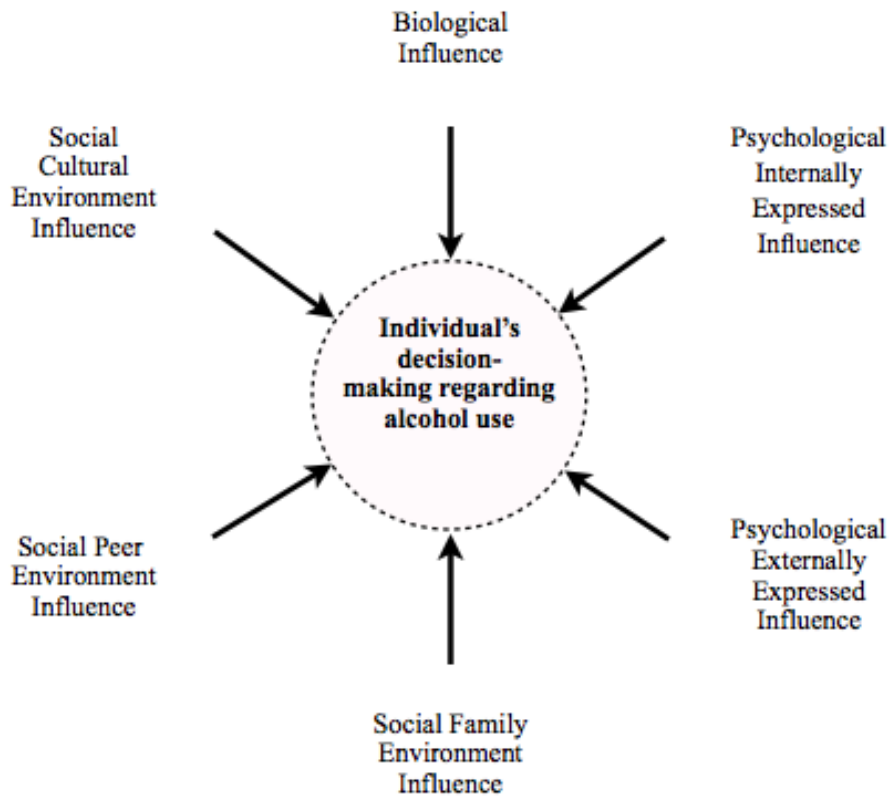 Biological
Influence
Social
Cultural
Environment
Influence
Psychological
Internally
Expressed
Influence
Individual’s
decision-
making regarding
alcohol use
Social Peer
Environment
Influence
Psychological
Externally
Expressed
Influence
Social Family
Environment
Influence